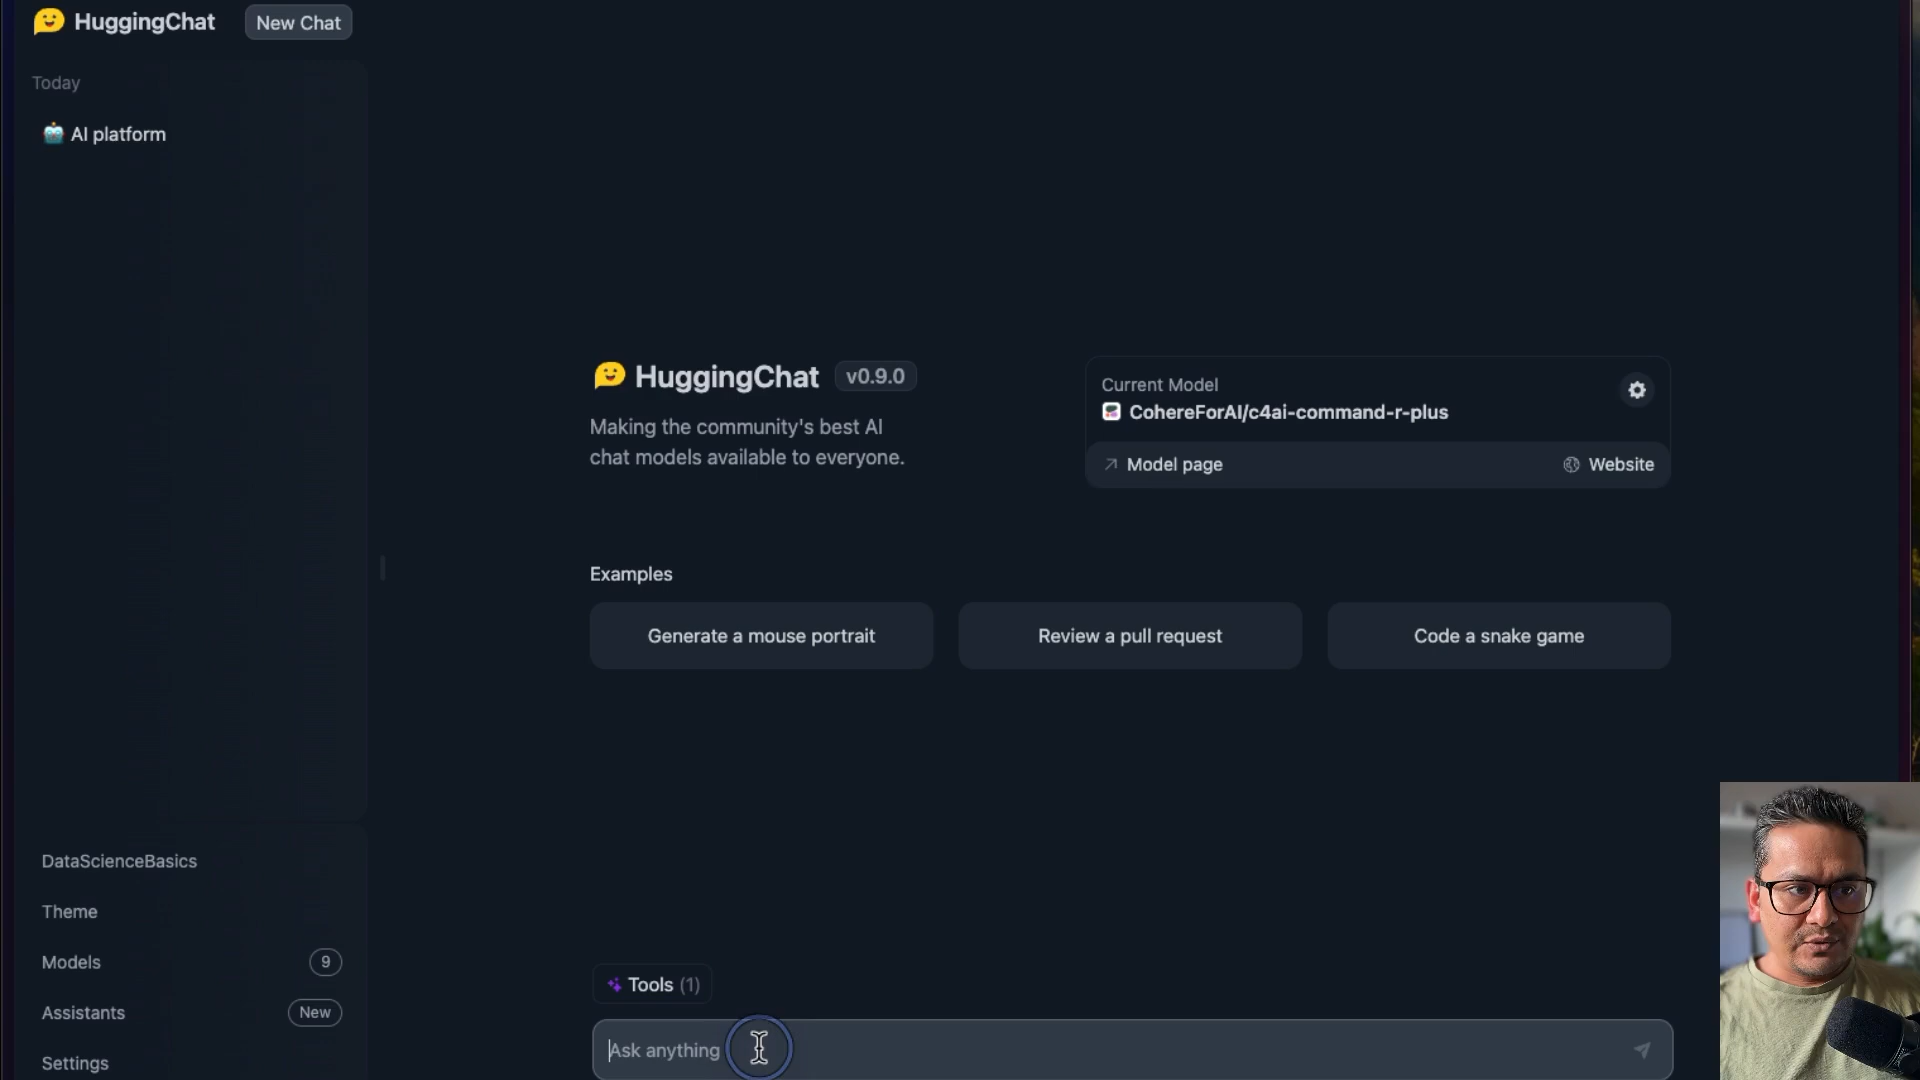 HuggingChat
New Chat
Today
AI platform
HuggingChat v0.9.0
Making the community's best AI
chat models available to everyone.
Current Model
CohereForAI/c4ai-command-r-plus
Model page
Website
Examples
Generate a mouse portrait
Review a pull request
Code a snake game
DataScienceBasics
Theme
Models 9
Assistants New
Settings
Tools (1)
Ask anything